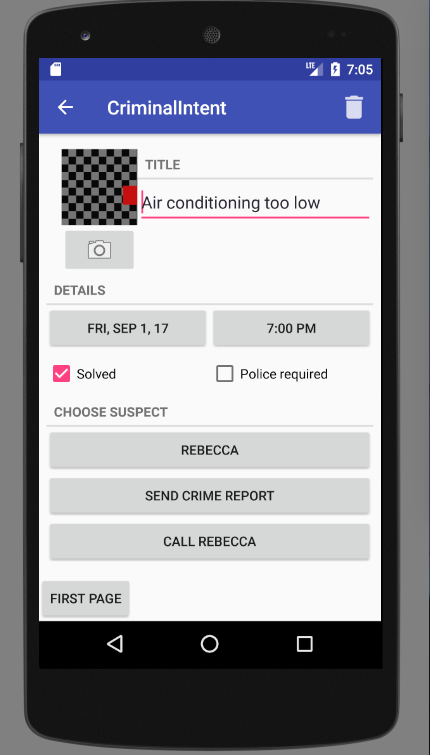 LTE 7:05
CriminalIntent
TITLE
Air conditioning too low
DETAILS
FRI, SEP 1, 17 7:00 PM
Solved Police required
CHOOSE SUSPECT
REBECCA
SEND CRIME REPORT
CALL REBECCA
FIRST PAGE